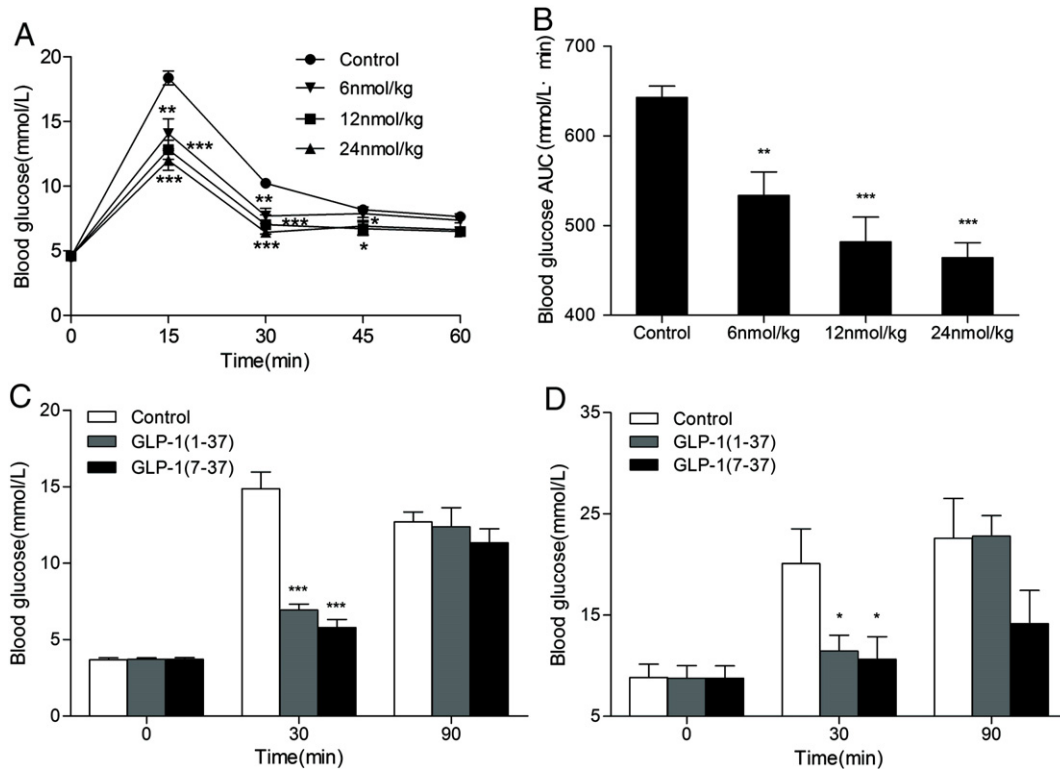 A
Blood glucose(mmol/L)
20
15
10
5
0
Control
6nmol/kg
12nmol/kg
24nmol/kg
**
***
***
**
***
***
*
*
0 15 30 45 60
Time(min)
B
Blood glucose AUC (mmol/L· min)
700
600
500
400
**
***
***
Control 6nmol/kg 12nmol/kg 24nmol/kg
C
Blood glucose(mmol/L)
20
15
10
5
0
Control
GLP-1(1-37)
GLP-1(7-37)
***
***
0 30 90
Time(min)
D
Blood glucose(mmol/L)
35
25
15
5
Control
GLP-1(1-37)
GLP-1(7-37)
*
*
0 30 90
Time(min)